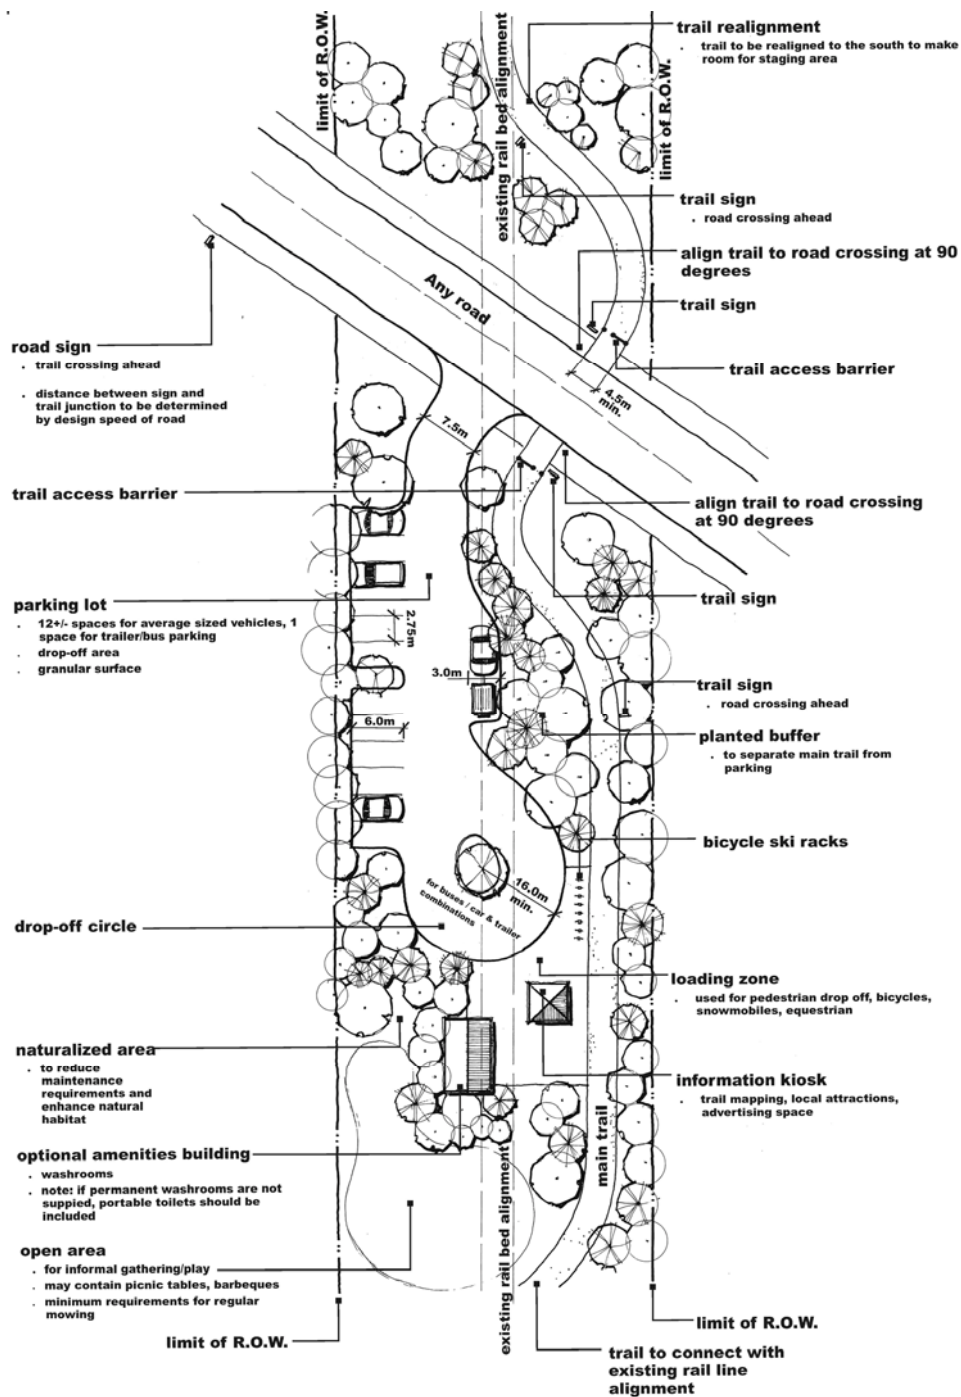 trail realignment
. trail to be realigned to the south to make
room for staging area
limit of R.O.W.
existing rail bed alignment
limit of R.O.W.
trail sign
. road crossing ahead
align trail to road crossing at 90
degrees
trail sign
Any road
road sign
. trail crossing ahead
. distance between sign and
trail junction to be determined
by design speed of road
trail access barrier
4.5m
min.
7.5m
trail access barrier
align trail to road crossing
at 90 degrees
trail sign
parking lot
. 12+/- spaces for average sized vehicles, 1
space for trailer/bus parking
. drop-off area
. granular surface
2.75m
3.0m
6.0m
trail sign
. road crossing ahead
planted buffer
. to separate main trail from
parking
bicycle ski racks
16.0m
min.
for buses / car & trailer
combinations
drop-off circle
loading zone
. used for pedestrian drop off, bicycles,
snowmobiles, equestrian
naturalized area
. to reduce
maintenance
requirements and
enhance natural
habitat
information kiosk
. trail mapping, local attractions,
advertising space
main trail
optional amenities building
. washrooms
. note: if permanent washrooms are not
suppied, portable toilets should be
included
existing rail bed alignment
open area
. for informal gathering/play
. may contain picnic tables, barbeques
. minimum requirements for regular
mowing
limit of R.O.W.
limit of R.O.W.
trail to connect with
existing rail line
alignment